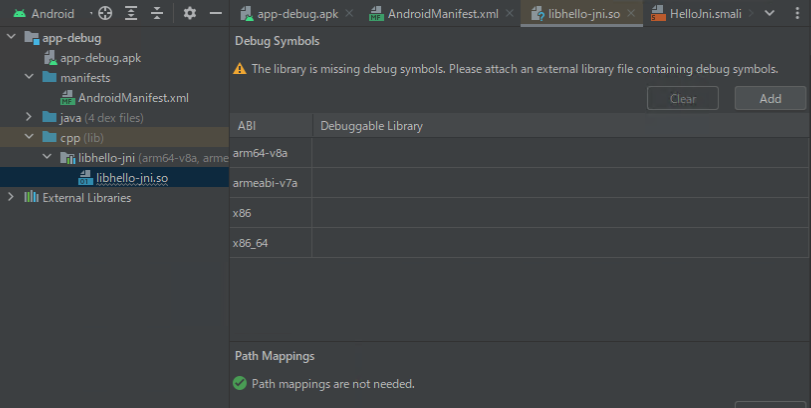 Android
app-debug
app-debug.apk
manifests
AndroidManifest.xml
java (4 dex files)
cpp (lib)
libhello-jni (arm64-v8a, arme
libhello-jni.so
External Libraries
app-debug.apk
AndroidManifest.xml
libhello-jni.so
HelloJni.smali
Debug Symbols
The library is missing debug symbols. Please attach an external library file containing debug symbols.
Clear
Add
ABI
Debuggable Library
arm64-v8a
armeabi-v7a
x86
x86_64
Path Mappings
Path mappings are not needed.